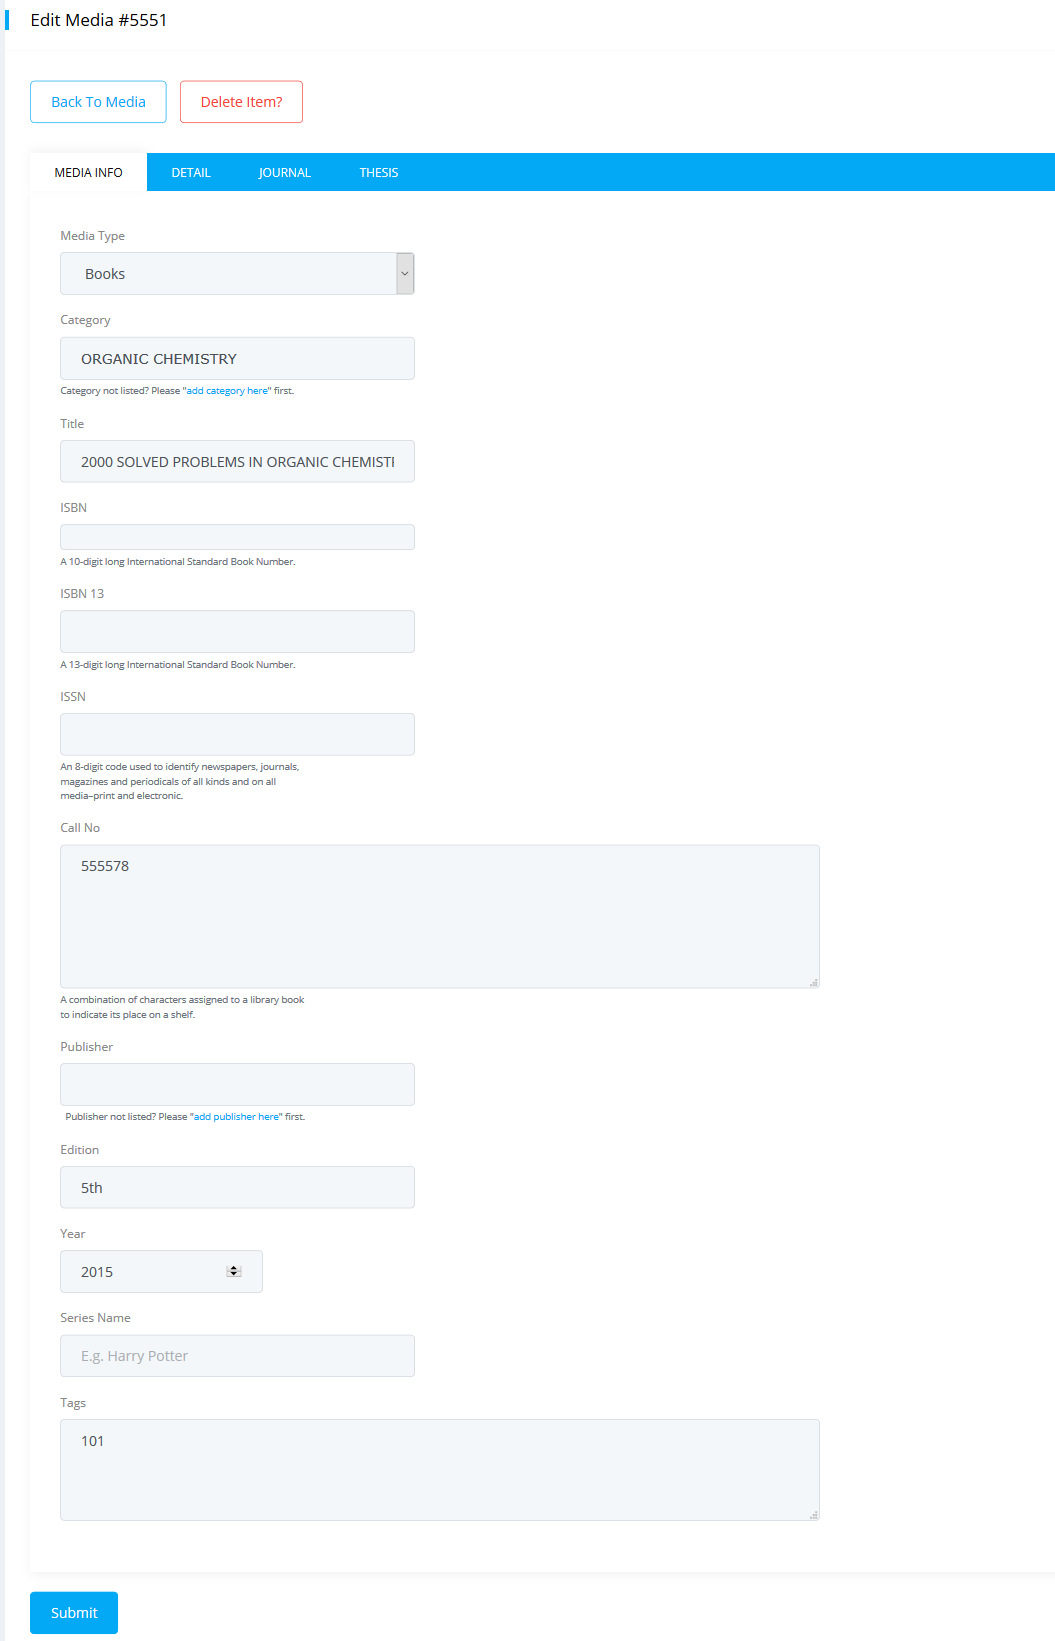 Edit Media #5551
Back To Media
Delete Item?
MEDIA INFO
DETAIL
JOURNAL
THESIS
Media Type
Books
Category
ORGANIC CHEMISTRY
Category not listed? Please "add category here" first.
Title
2000 SOLVED PROBLEMS IN ORGANIC CHEMIST
ISBN
A 10-digit long International Standard Book Number.
ISBN 13
A 13-digit long International Standard Book Number.
ISSN
An 8-digit code used to identify newspapers, journals,
magazines and periodicals of all kinds and on all
media–print and electronic.
Call No
555578
A combination of characters assigned to a library book
to indicate its place on a shelf.
Publisher
Publisher not listed? Please "add publisher here" first.
Edition
5th
Year
2015
Series Name
E.g. Harry Potter
Tags
101
Submit